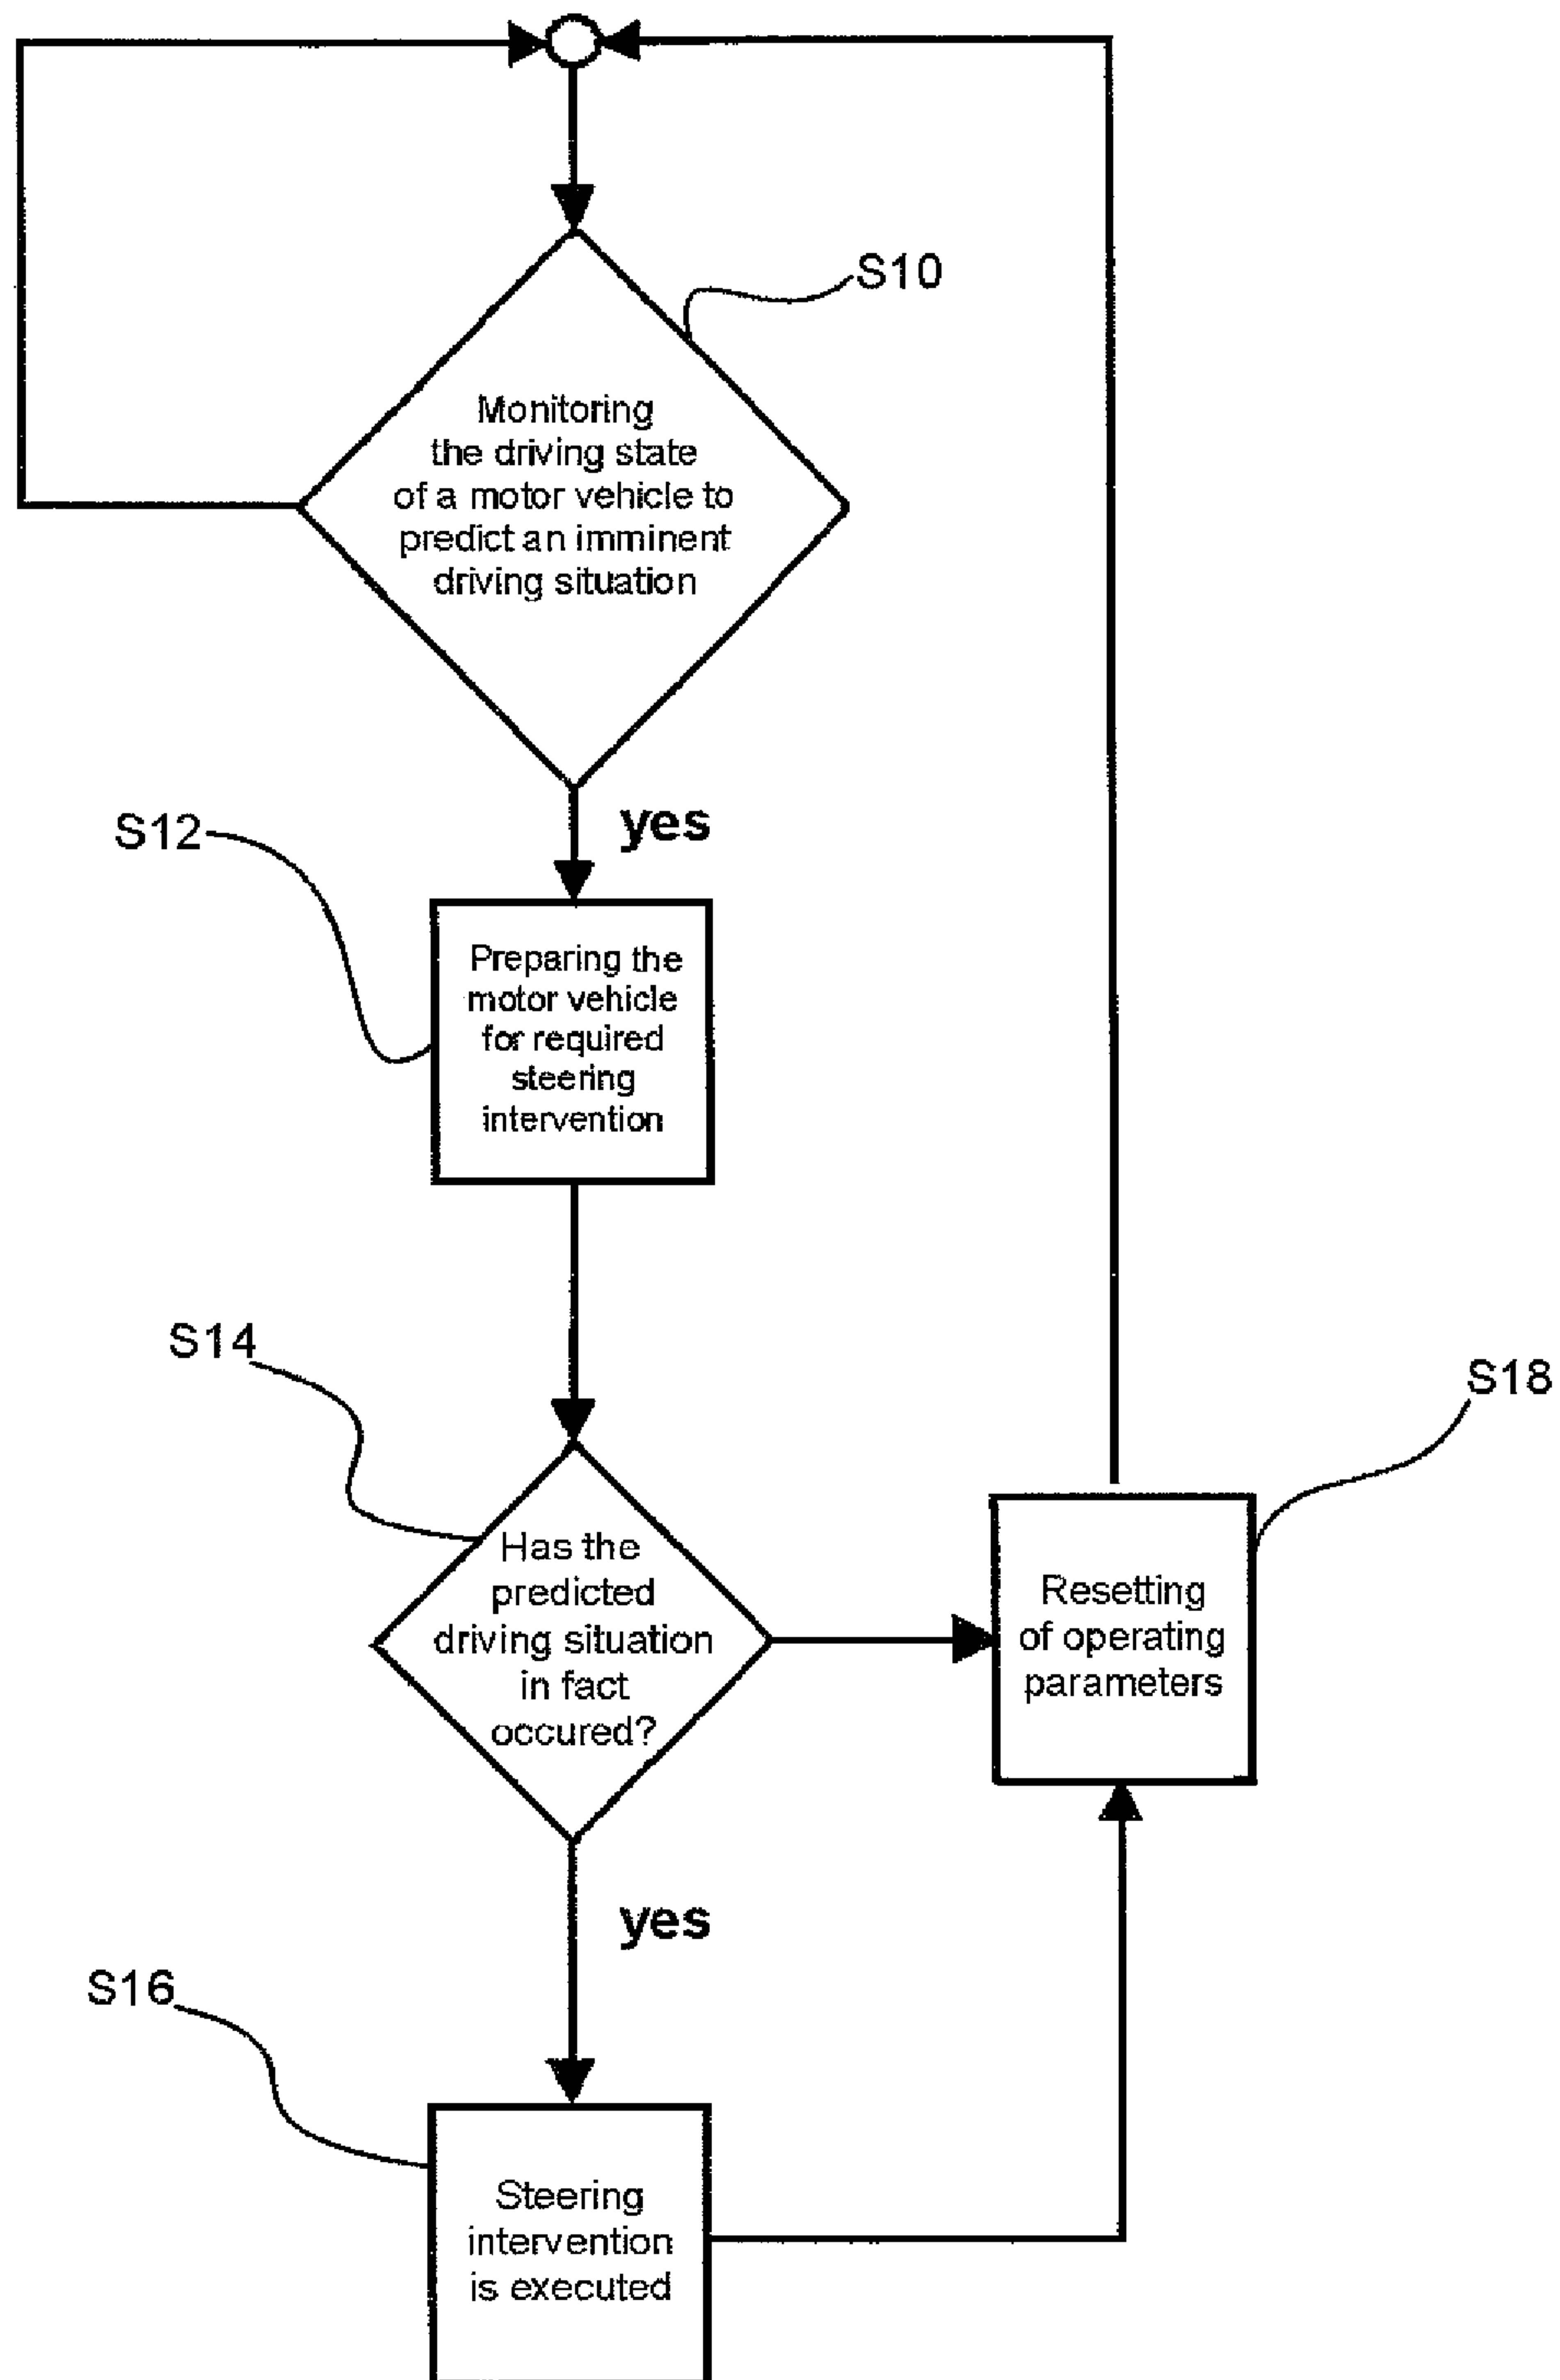 S10
Monitoring
the driving state
of a motor vehicle to
predict an imminent
driving situation
yes
S12
Preparing the
motor vehicle
for required
steering
intervention
S14
Has the
predicted
driving situation
in fact
occured?
S18
Resetting
of operating
parameters
yes
S16
Steering
intervention
is executed